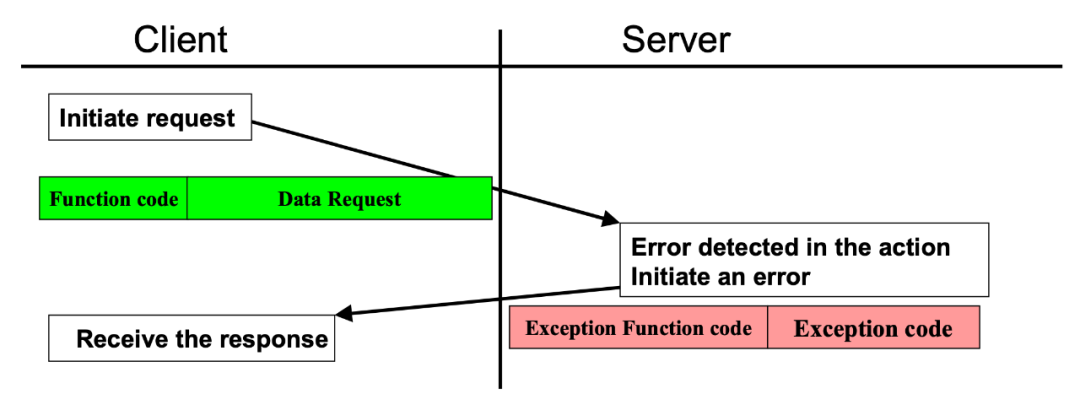 Client
Server
Initiate request
Function code
Data Request
Error detected in the action
Initiate an error
Exception Function code
Exception code
Receive the response